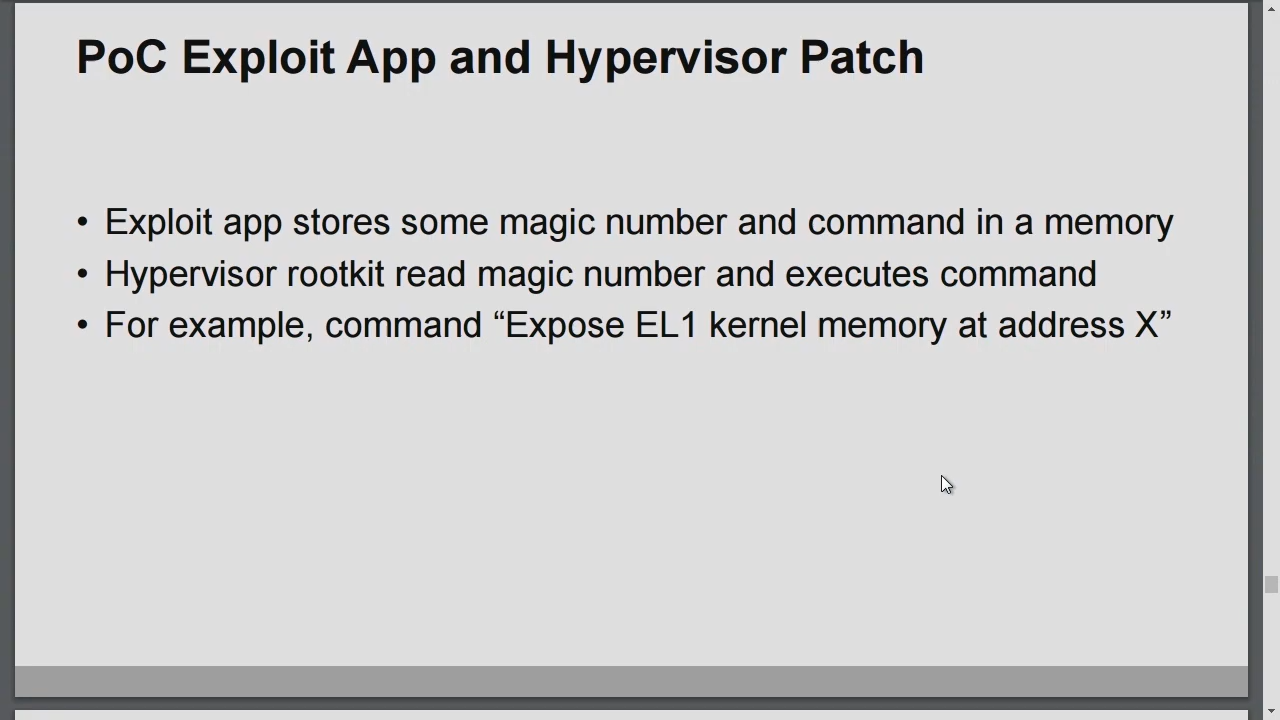 PoC Exploit App and Hypervisor Patch
• Exploit app stores some magic number and command in a memory
• Hypervisor rootkit read magic number and executes command
• For example, command “Expose EL1 kernel memory at address X”